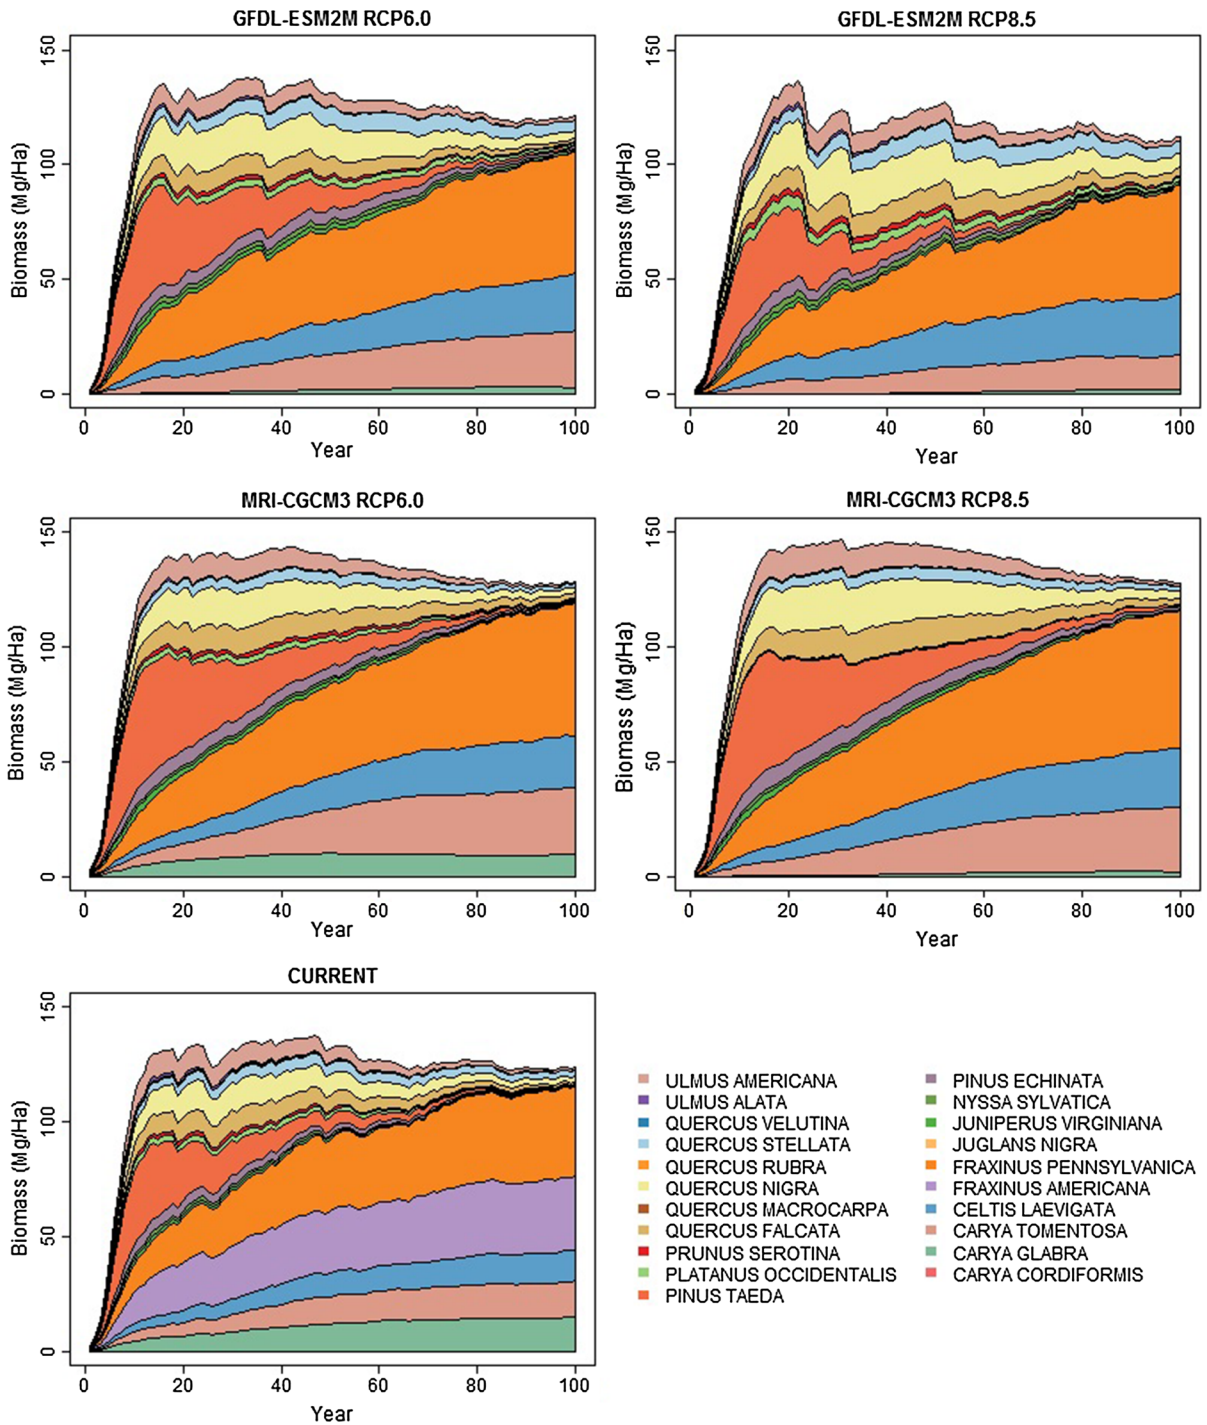 GFDL-ESM2M RCP6.0
Biomass (Mg/Ha)
0 50 100 150
0 20 40 60 80 100
Year
GFDL-ESM2M RCP8.5
Biomass (Mg/Ha)
0 50 100 150
0 20 40 60 80 100
Year
MRI-CGCM3 RCP6.0
Biomass (Mg/Ha)
0 50 100 150
0 20 40 60 80 100
Year
MRI-CGCM3 RCP8.5
Biomass (Mg/Ha)
0 50 100 150
0 20 40 60 80 100
Year
CURRENT
Biomass (Mg/Ha)
0 50 100 150
0 20 40 60 80 100
Year
ULMUS AMERICANA
ULMUS ALATA
QUERCUS VELUTINA
QUERCUS STELLATA
QUERCUS RUBRA
QUERCUS NIGRA
QUERCUS MACROCARPA
QUERCUS FALCATA
PRUNUS SEROTINA
PLATANUS OCCIDENTALIS
PINUS TAEDA
PINUS ECHINATA
NYSSA SYLVATICA
JUNIPERUS VIRGINIANA
JUGLANS NIGRA
FRAXINUS PENNSYLVANICA
FRAXINUS AMERICANA
CELTIS LAEVIGATA
CARYA TOMENTOSA
CARYA GLABRA
CARYA CORDIFORMIS